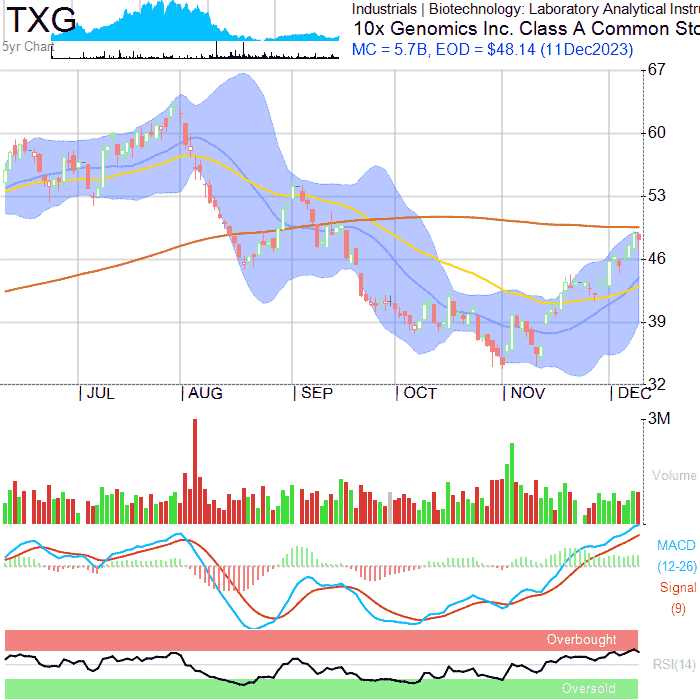 TXG
5yr Chart
Industrials | Biotechnology: Laboratory Analytical Instru
10x Genomics Inc. Class A Common Sto
MC = 5.7B, EOD = $48.14 (11Dec2023)
67
60
53
46
39
32
JUL AUG SEP OCT NOV DEC
3M
Volume
MACD
(12-26)
Signal
(9)
Overbought
RSI(14)
Oversold